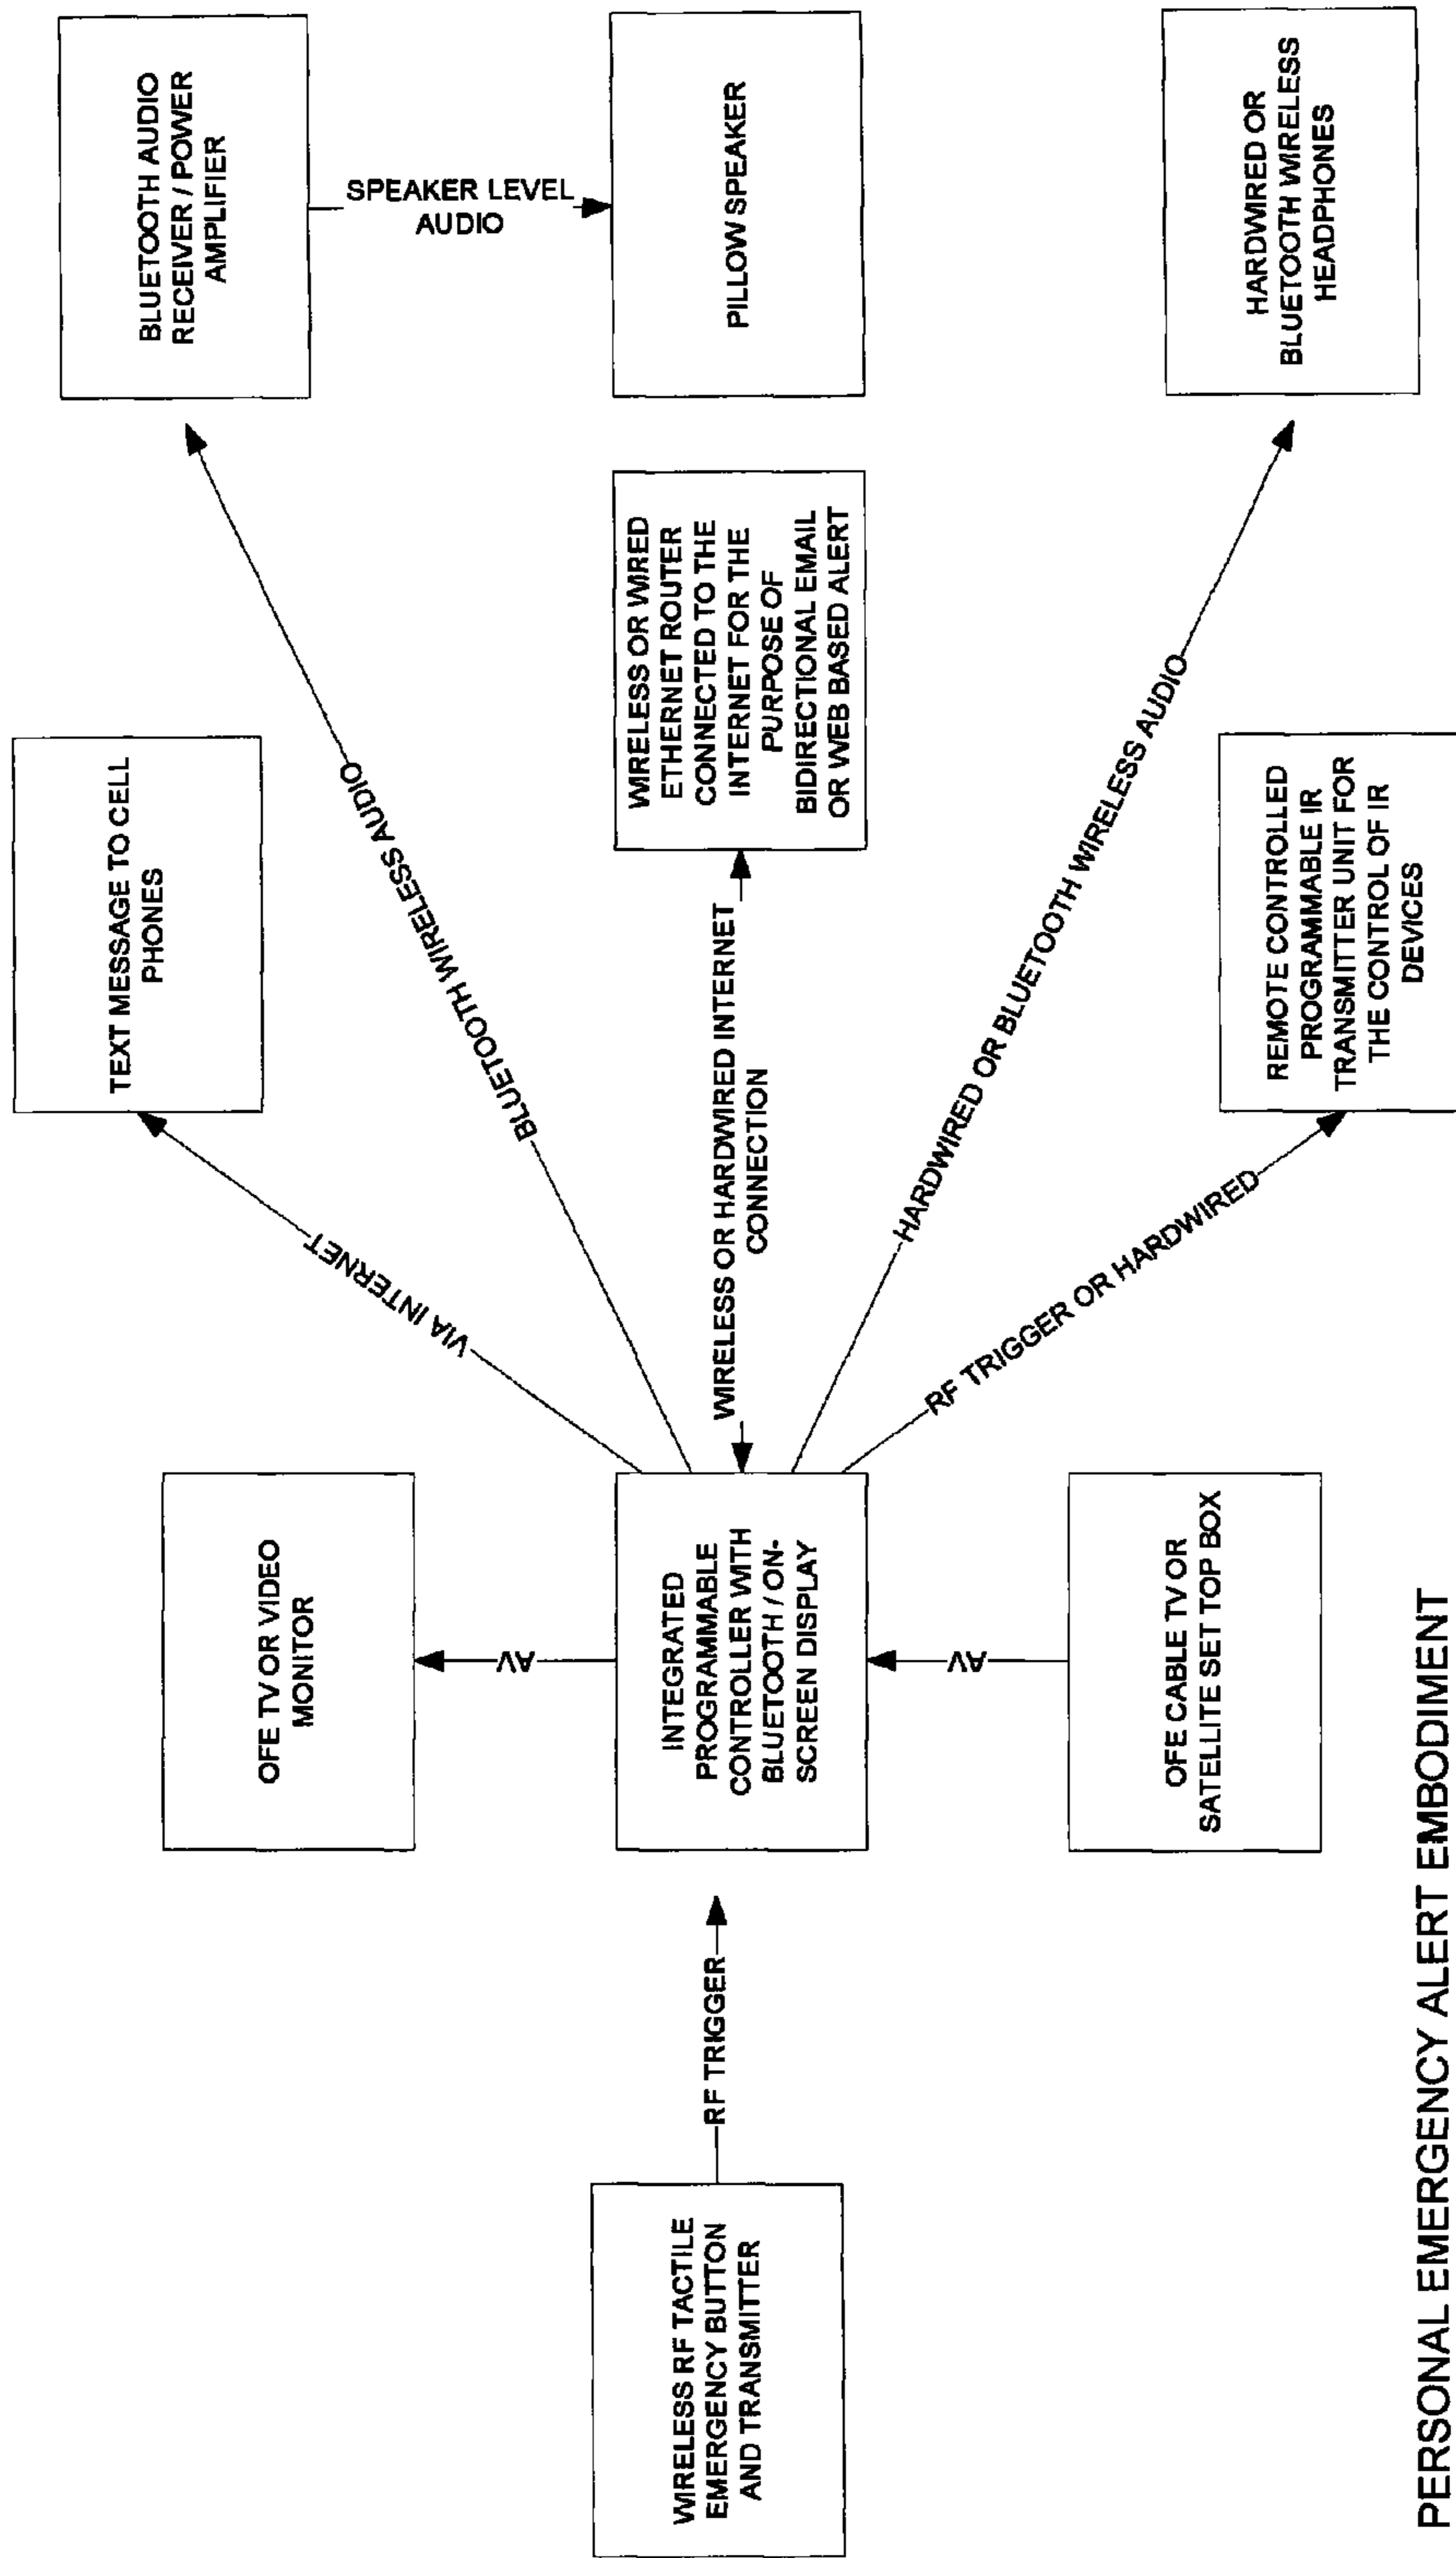 TEXT MESSAGE TO CELL
PHONES
BLUETOOTH AUDIO
RECEIVER / POWER
AMPLIFIER
VIA INTERNET
BLUETOOTH WIRELESS AUDIO
SPEAKER LEVEL
AUDIO
OFE TV OR VIDEO
MONITOR
AV
WIRELESS RF TACTILE
EMERGENCY BUTTON
AND TRANSMITTER
RF TRIGGER
INTEGRATED
PROGRAMMABLE
CONTROLLER WITH
BLUETOOTH / ON-
SCREEN DISPLAY
WIRELESS OR HARDWIRED INTERNET
CONNECTION
WIRELESS OR WIRED
ETHERNET ROUTER
CONNECTED TO THE
INTERNET FOR THE
PURPOSE OF
BIDIRECTIONAL EMAIL
OR WEB BASED ALERT
PILLOW SPEAKER
AV
OFE CABLE TV OR
SATELLITE SET TOP BOX
HARDWIRED OR BLUETOOTH WIRELESS AUDIO
RF TRIGGER OR HARDWIRED
REMOTE CONTROLLED
PROGRAMMABLE IR
TRANSMITTER UNIT FOR
THE CONTROL OF IR
DEVICES
HARDWIRED OR
BLUETOOTH WIRELESS
HEADPHONES
PERSONAL EMERGENCY ALERT EMBODIMENT